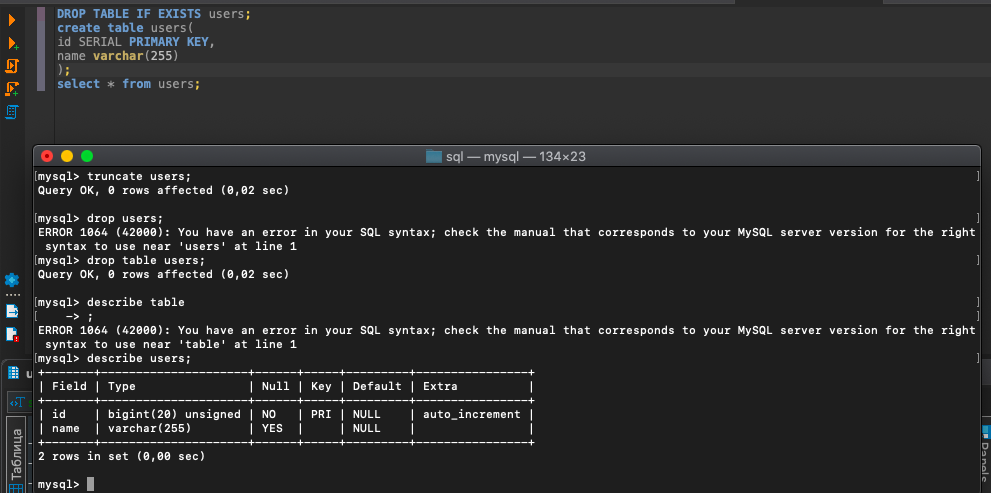 DROP TABLE IF EXISTS users;
create table users(
id SERIAL PRIMARY KEY,
name varchar(255)
);
select * from users;
sql — mysql — 134×23
[mysql> truncate users; ]
Query OK, 0 rows affected (0,02 sec)
[mysql> drop users; ]
ERROR 1064 (42000): You have an error in your SQL syntax; check the manual that corresponds to your MySQL server version for the right
syntax to use near 'users' at line 1
[mysql> drop table users; ]
Query OK, 0 rows affected (0,02 sec)
[mysql> describe table ]
[    -> ; ]
ERROR 1064 (42000): You have an error in your SQL syntax; check the manual that corresponds to your MySQL server version for the right
syntax to use near 'table' at line 1
[mysql> describe users; ]
+-------+---------------------+------+-----+---------+----------------+
| Field | Type                | Null | Key | Default | Extra          |
+-------+---------------------+------+-----+---------+----------------+
| id    | bigint(20) unsigned | NO   | PRI | NULL    | auto_increment |
| name  | varchar(255)        | YES  |     | NULL    |                |
+-------+---------------------+------+-----+---------+----------------+
2 rows in set (0,00 sec)
mysql>
Таблица